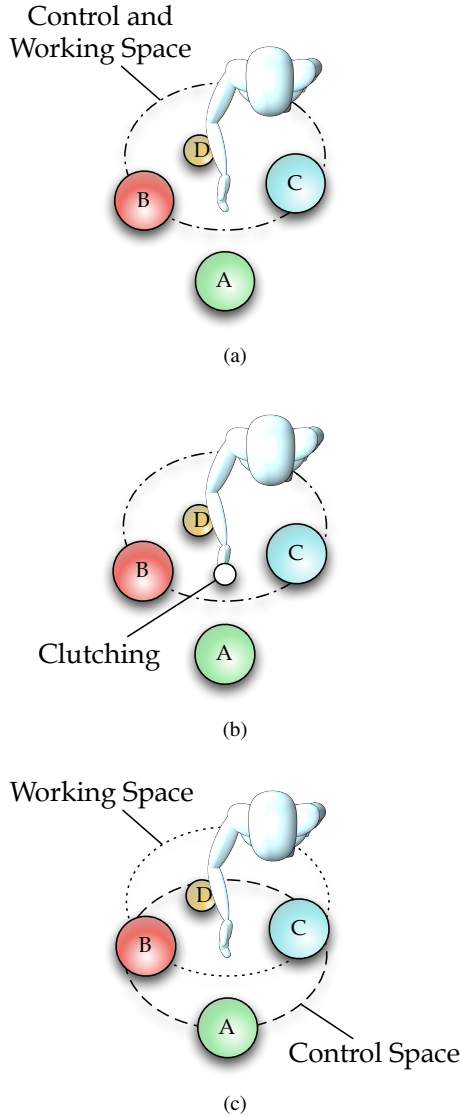 Control and
Working Space
D
B
C
A
(a)
D
B
C
Clutching
A
(b)
Working Space
D
B
C
A
Control Space
(c)